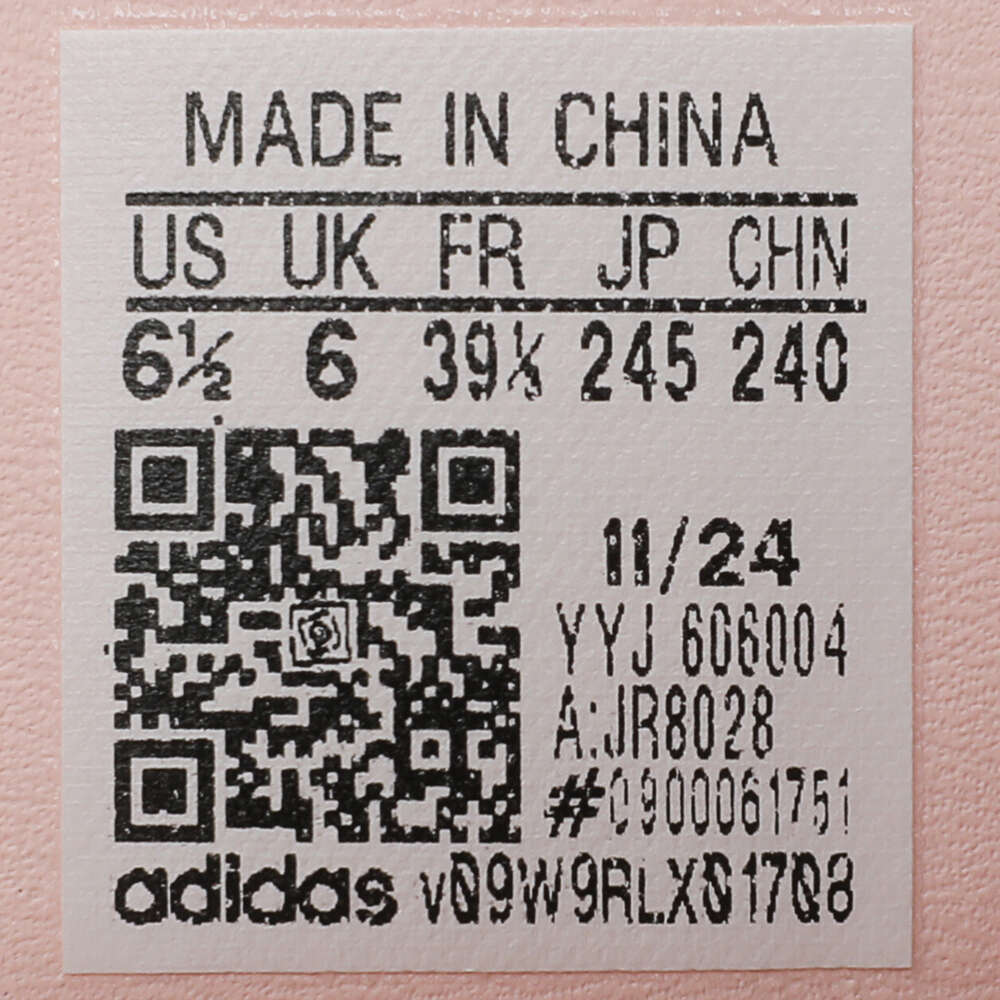 MADE IN CHINA
US UK FR JP CHN
6½ 6 39⅓ 245 240
11/24
YYJ 606004
A:JR8028
#0900061751
adidas v09W9RLX01708